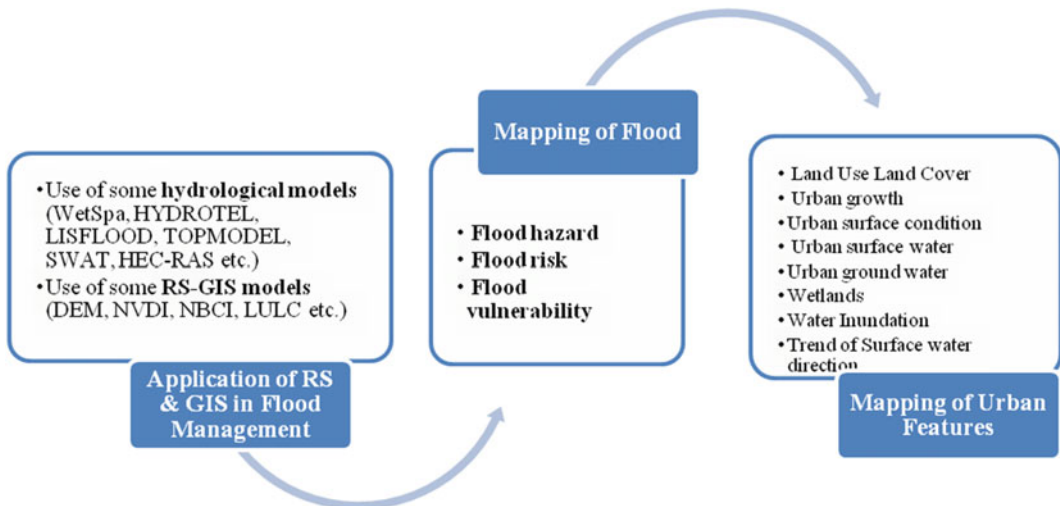 •Use of some hydrological models
(WetSpa, HYDROTEL,
LISFLOOD, TOPMODEL,
SWAT, HEC-RAS etc.)
•Use of some RS-GIS models
(DEM, NVDI, NBCI, LULC etc.)
Application of RS
& GIS in Flood
Management
Mapping of Flood
• Flood hazard
• Flood risk
• Flood
vulnerability
• Land Use Land Cover
• Urban growth
•Urban surface condition
• Urban surface water
•Urban ground water
•Wetlands
•Water Inundation
•Trend of Surface water
direction
Mapping of Urban
Features